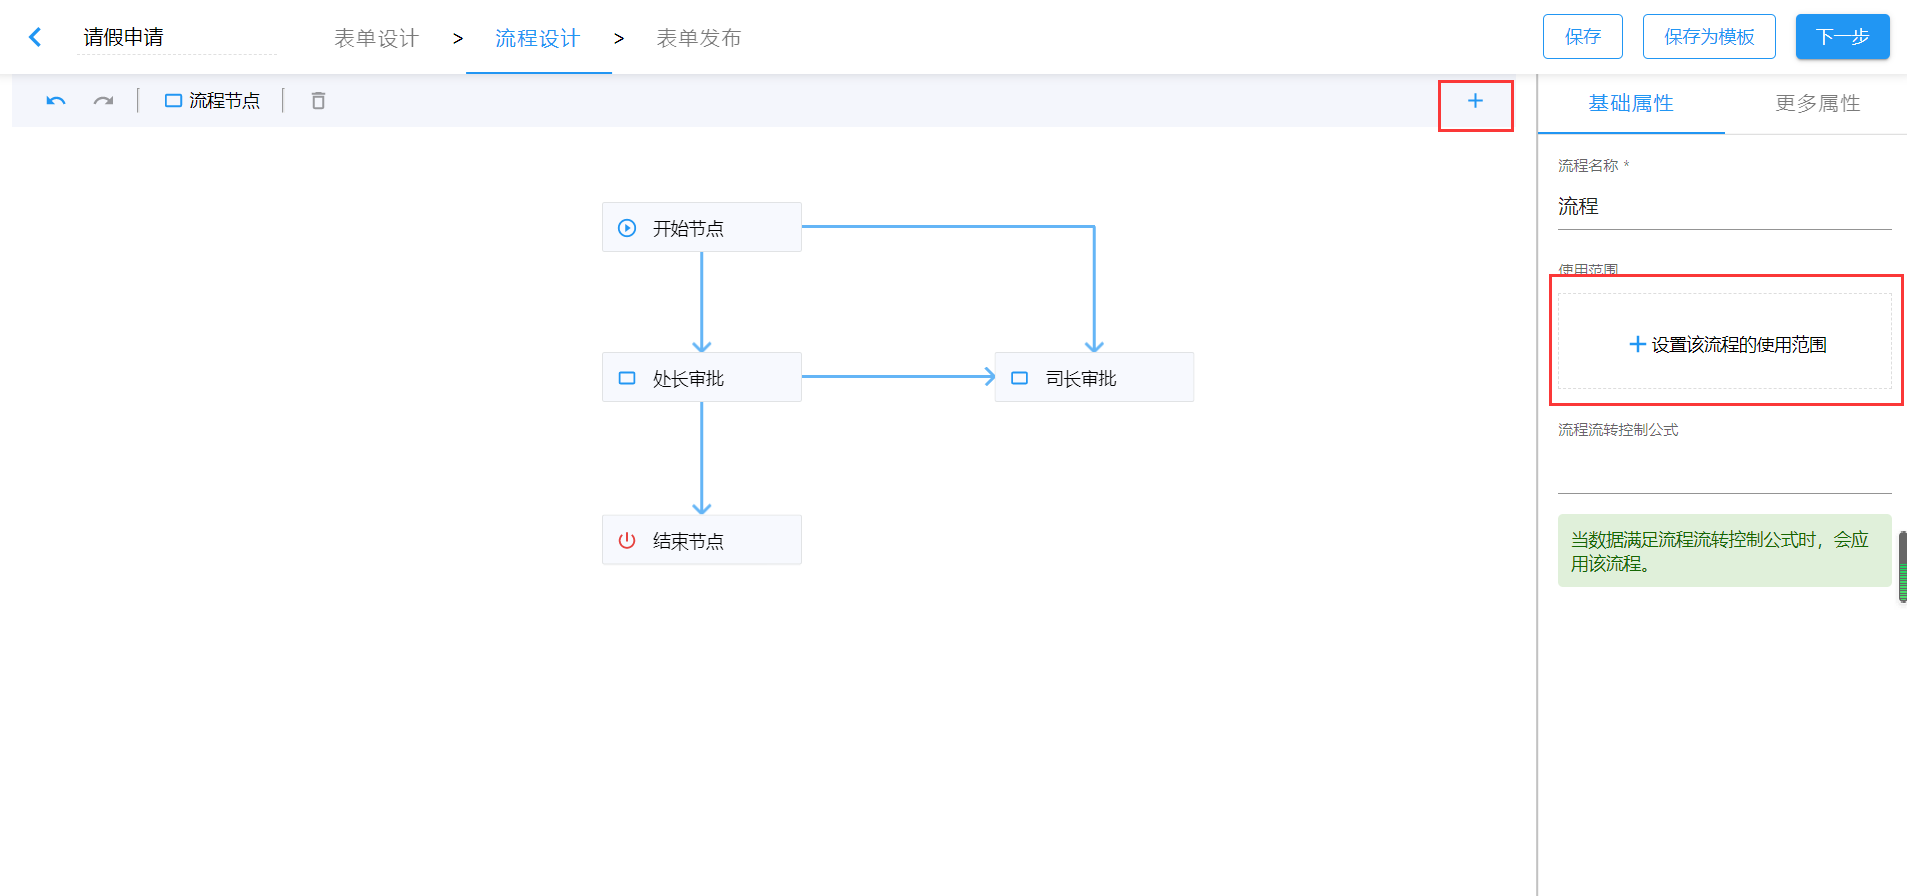 请假申请
表单设计 > 流程设计 > 表单发布
保存 保存为模板 下一步
流程节点
基础属性 更多属性
流程名称 *
流程
使用范围
设置该流程的使用范围
流程流转控制公式
当数据满足流程流转控制公式时，会应
用该流程。
开始节点
处长审批
司长审批
结束节点